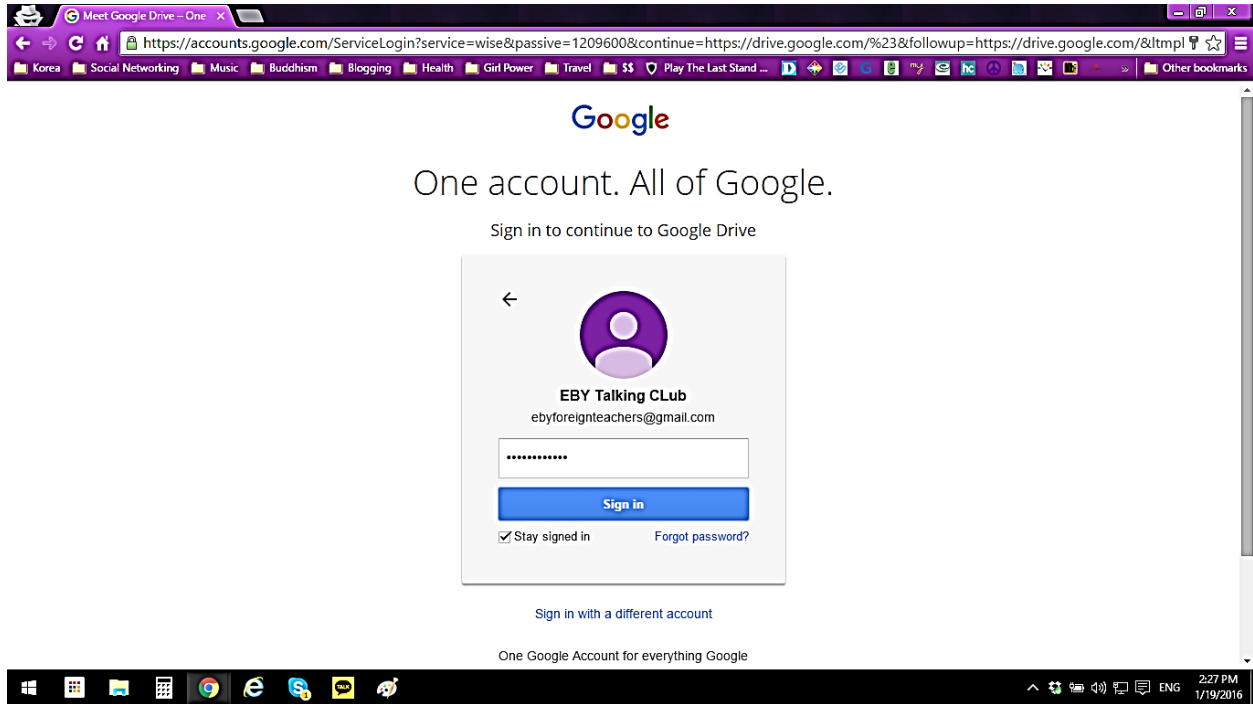 Meet Google Drive – One
https://accounts.google.com/ServiceLogin?service=wise&passive=1209600&continue=https://drive.google.com/%23&followup=https://drive.google.com/&ltmpl
Korea Social Networking Music Buddhism Blogging Health Girl Power Travel $$ Play The Last Stand ... Other bookmarks
Google
One account. All of Google.
Sign in to continue to Google Drive
EBY Talking CLub
ebyforeignteachers@gmail.com
••••••••••••
Sign in
Stay signed in Forgot password?
Sign in with a different account
One Google Account for everything Google
TALK
ENG
2:27 PM
1/19/2016